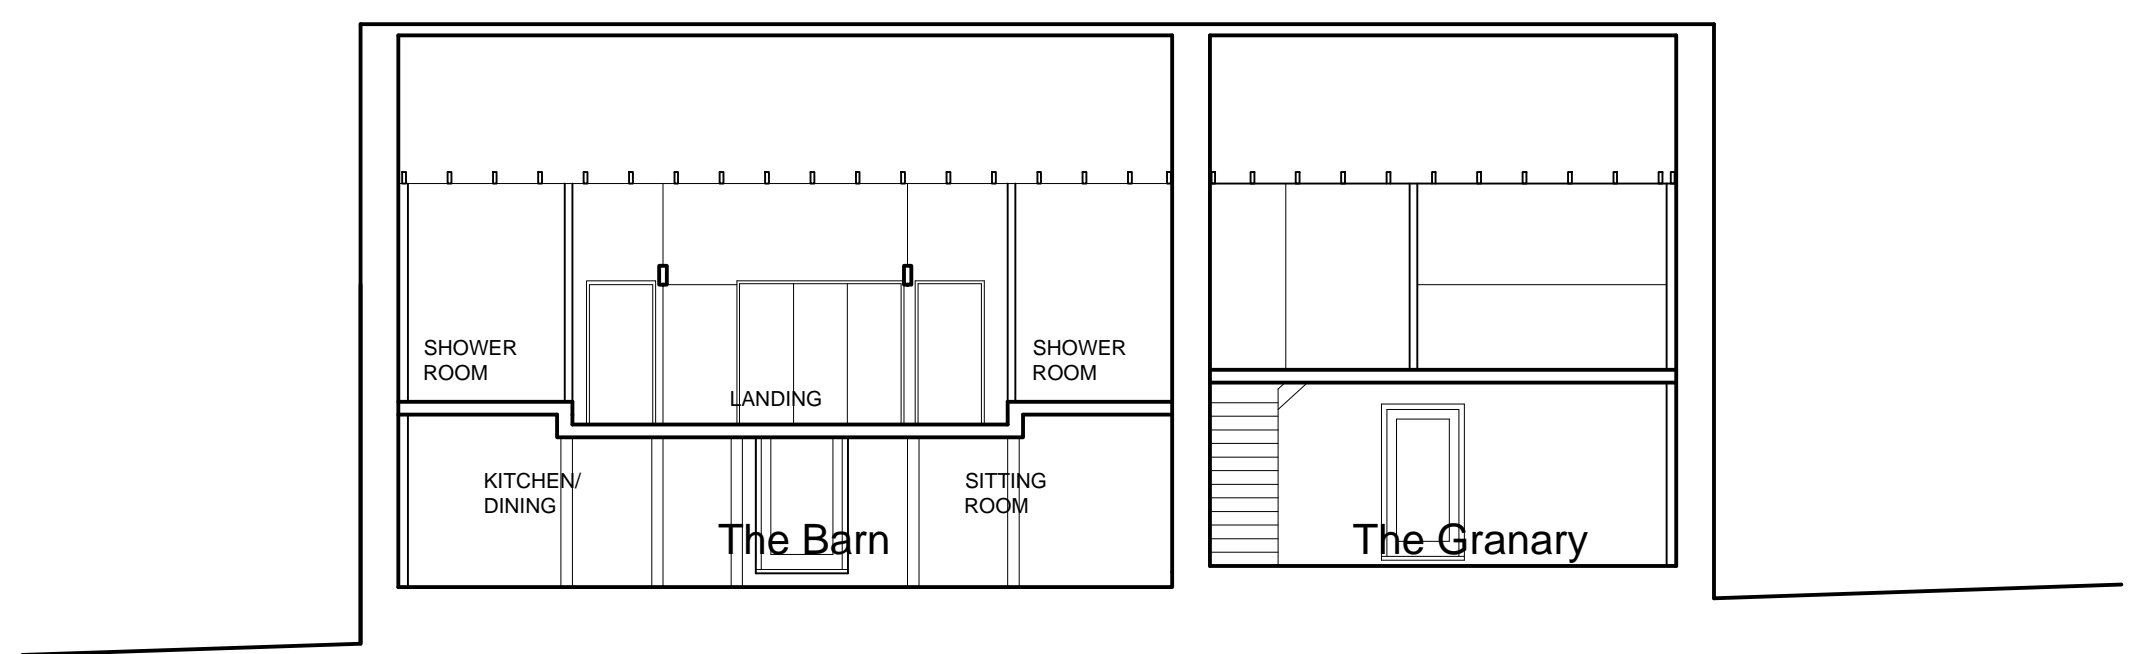 SHOWER
ROOM
SHOWER
ROOM
LANDING
KITCHEN/
DINING
SITTING
ROOM
The Barn
The Granary